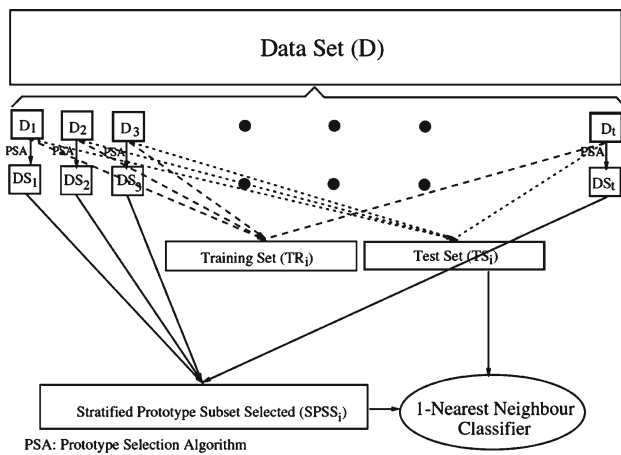 Data Set (D)
D1 D2 D3 Dt
PSA PSA PSA PSA
DS1 DS2 DS3 DSt
Training Set (TRi) Test Set (TSi)
Stratified Prototype Subset Selected (SPSSi)
1-Nearest Neighbour
Classifier
PSA: Prototype Selection Algorithm